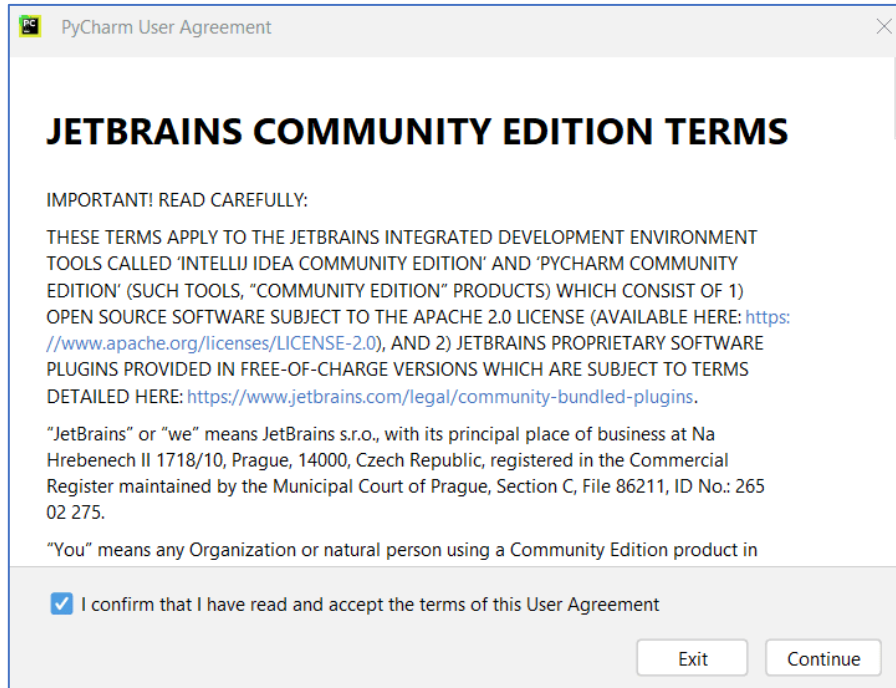 PC
PyCharm User Agreement
JETBRAINS COMMUNITY EDITION TERMS
IMPORTANT! READ CAREFULLY:
THESE TERMS APPLY TO THE JETBRAINS INTEGRATED DEVELOPMENT ENVIRONMENT
TOOLS CALLED ‘INTELLIJ IDEA COMMUNITY EDITION’ AND ‘PYCHARM COMMUNITY
EDITION’ (SUCH TOOLS, “COMMUNITY EDITION” PRODUCTS) WHICH CONSIST OF 1)
OPEN SOURCE SOFTWARE SUBJECT TO THE APACHE 2.0 LICENSE (AVAILABLE HERE: https:
//www.apache.org/licenses/LICENSE-2.0), AND 2) JETBRAINS PROPRIETARY SOFTWARE
PLUGINS PROVIDED IN FREE-OF-CHARGE VERSIONS WHICH ARE SUBJECT TO TERMS
DETAILED HERE: https://www.jetbrains.com/legal/community-bundled-plugins.
“JetBrains” or “we” means JetBrains s.r.o., with its principal place of business at Na
Hrebenech II 1718/10, Prague, 14000, Czech Republic, registered in the Commercial
Register maintained by the Municipal Court of Prague, Section C, File 86211, ID No.: 265
02 275.
“You” means any Organization or natural person using a Community Edition product in
I confirm that I have read and accept the terms of this User Agreement
Exit Continue